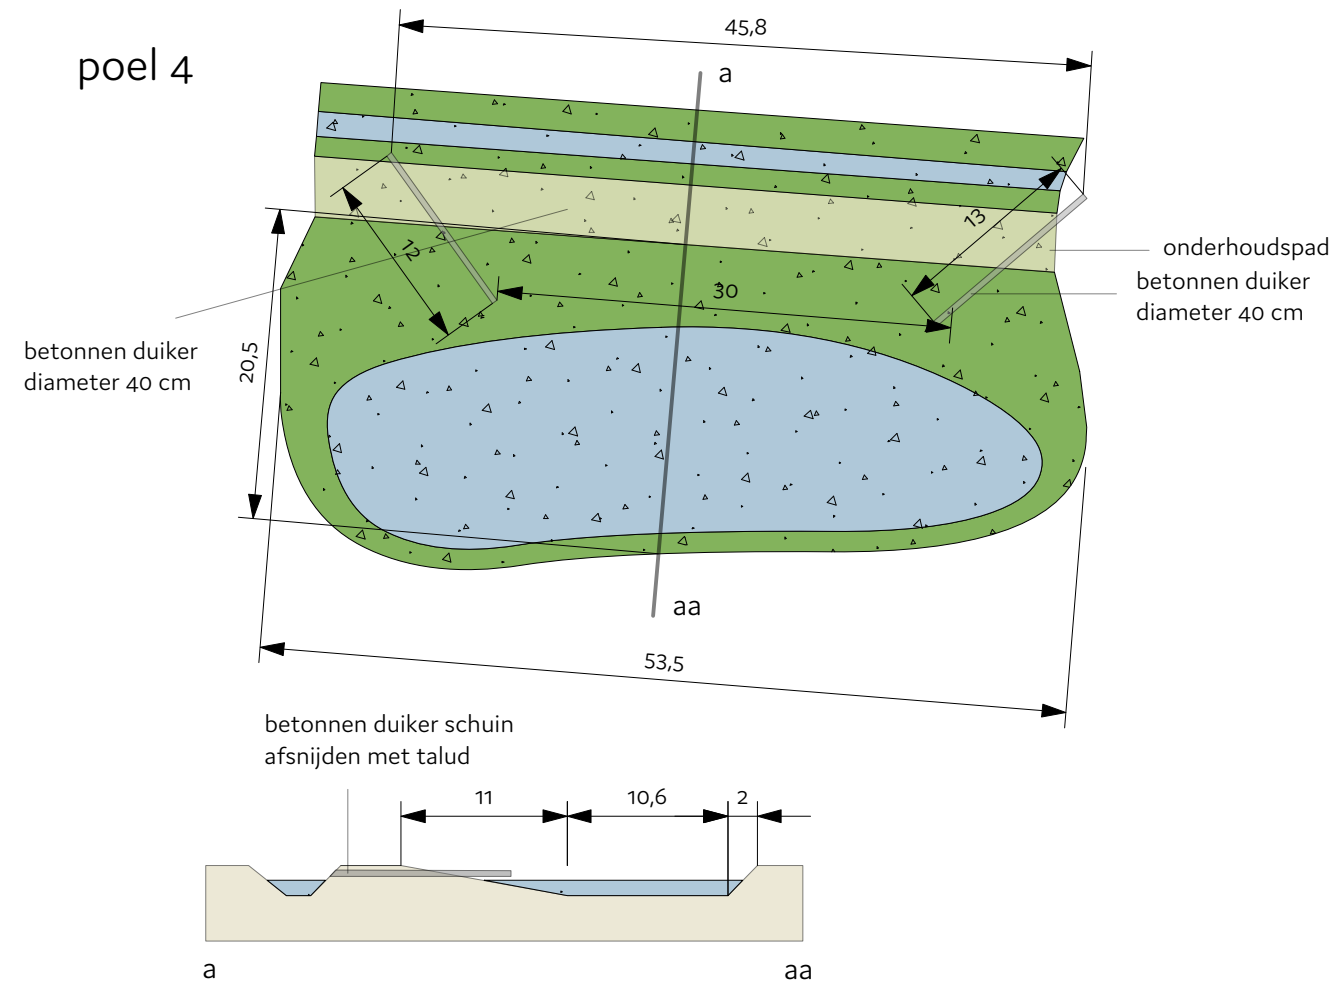 poel 4
45,8
a
12
13
30
20,5
onderhoudspad
betonnen duiker
diameter 40 cm
betonnen duiker
diameter 40 cm
aa
53,5
betonnen duiker schuin
afsnijden met talud
11
10,6
2
a
aa